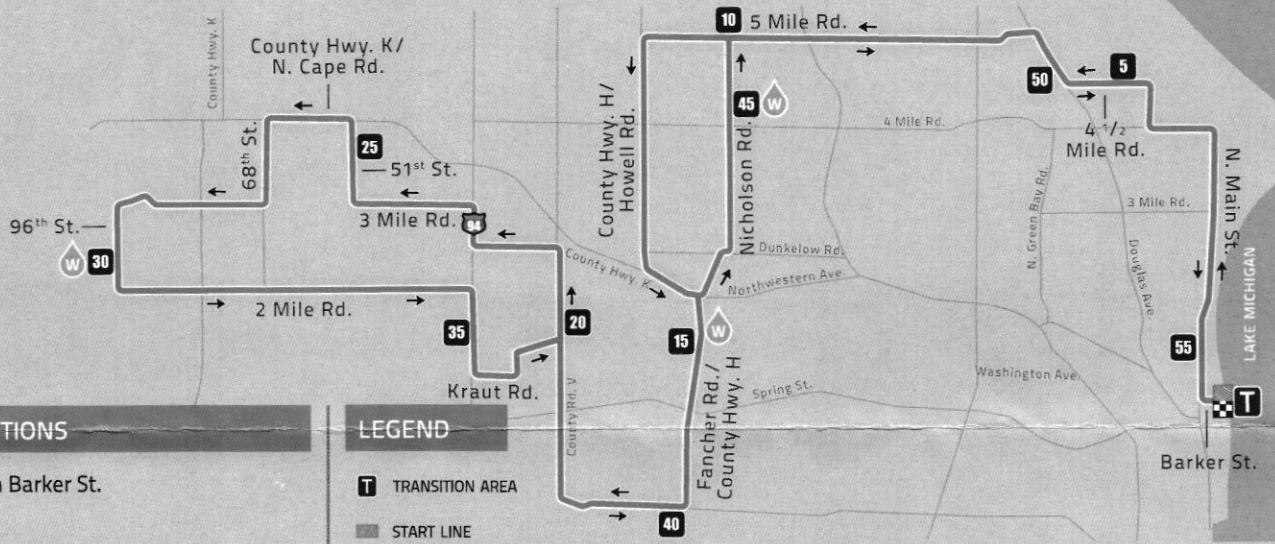 10
5 Mile Rd.
County Hwy. K/
N. Cape Rd.
County Hwy. K
50
5
45
W
4 Mile Rd.
4 1/2
Mile Rd.
68th St.
25
51st St.
County Hwy. H/
Howell Rd.
Nicholson Rd.
N. Main St.
96th St.
3 Mile Rd.
94
3 Mile Rd.
N. Green Bay Rd.
Douglas Ave.
W
30
County Hwy. K
Dunkelow Rd.
Northwestern Ave.
2 Mile Rd.
35
20
15
W
55
LAKE MICHIGAN
Kraut Rd.
County Rd. V
Fancher Rd./
County Hwy. H
Spring St.
Washington Ave.
T
Barker St.
40
TIONS
Barker St.
LEGEND
T TRANSITION AREA
START LINE